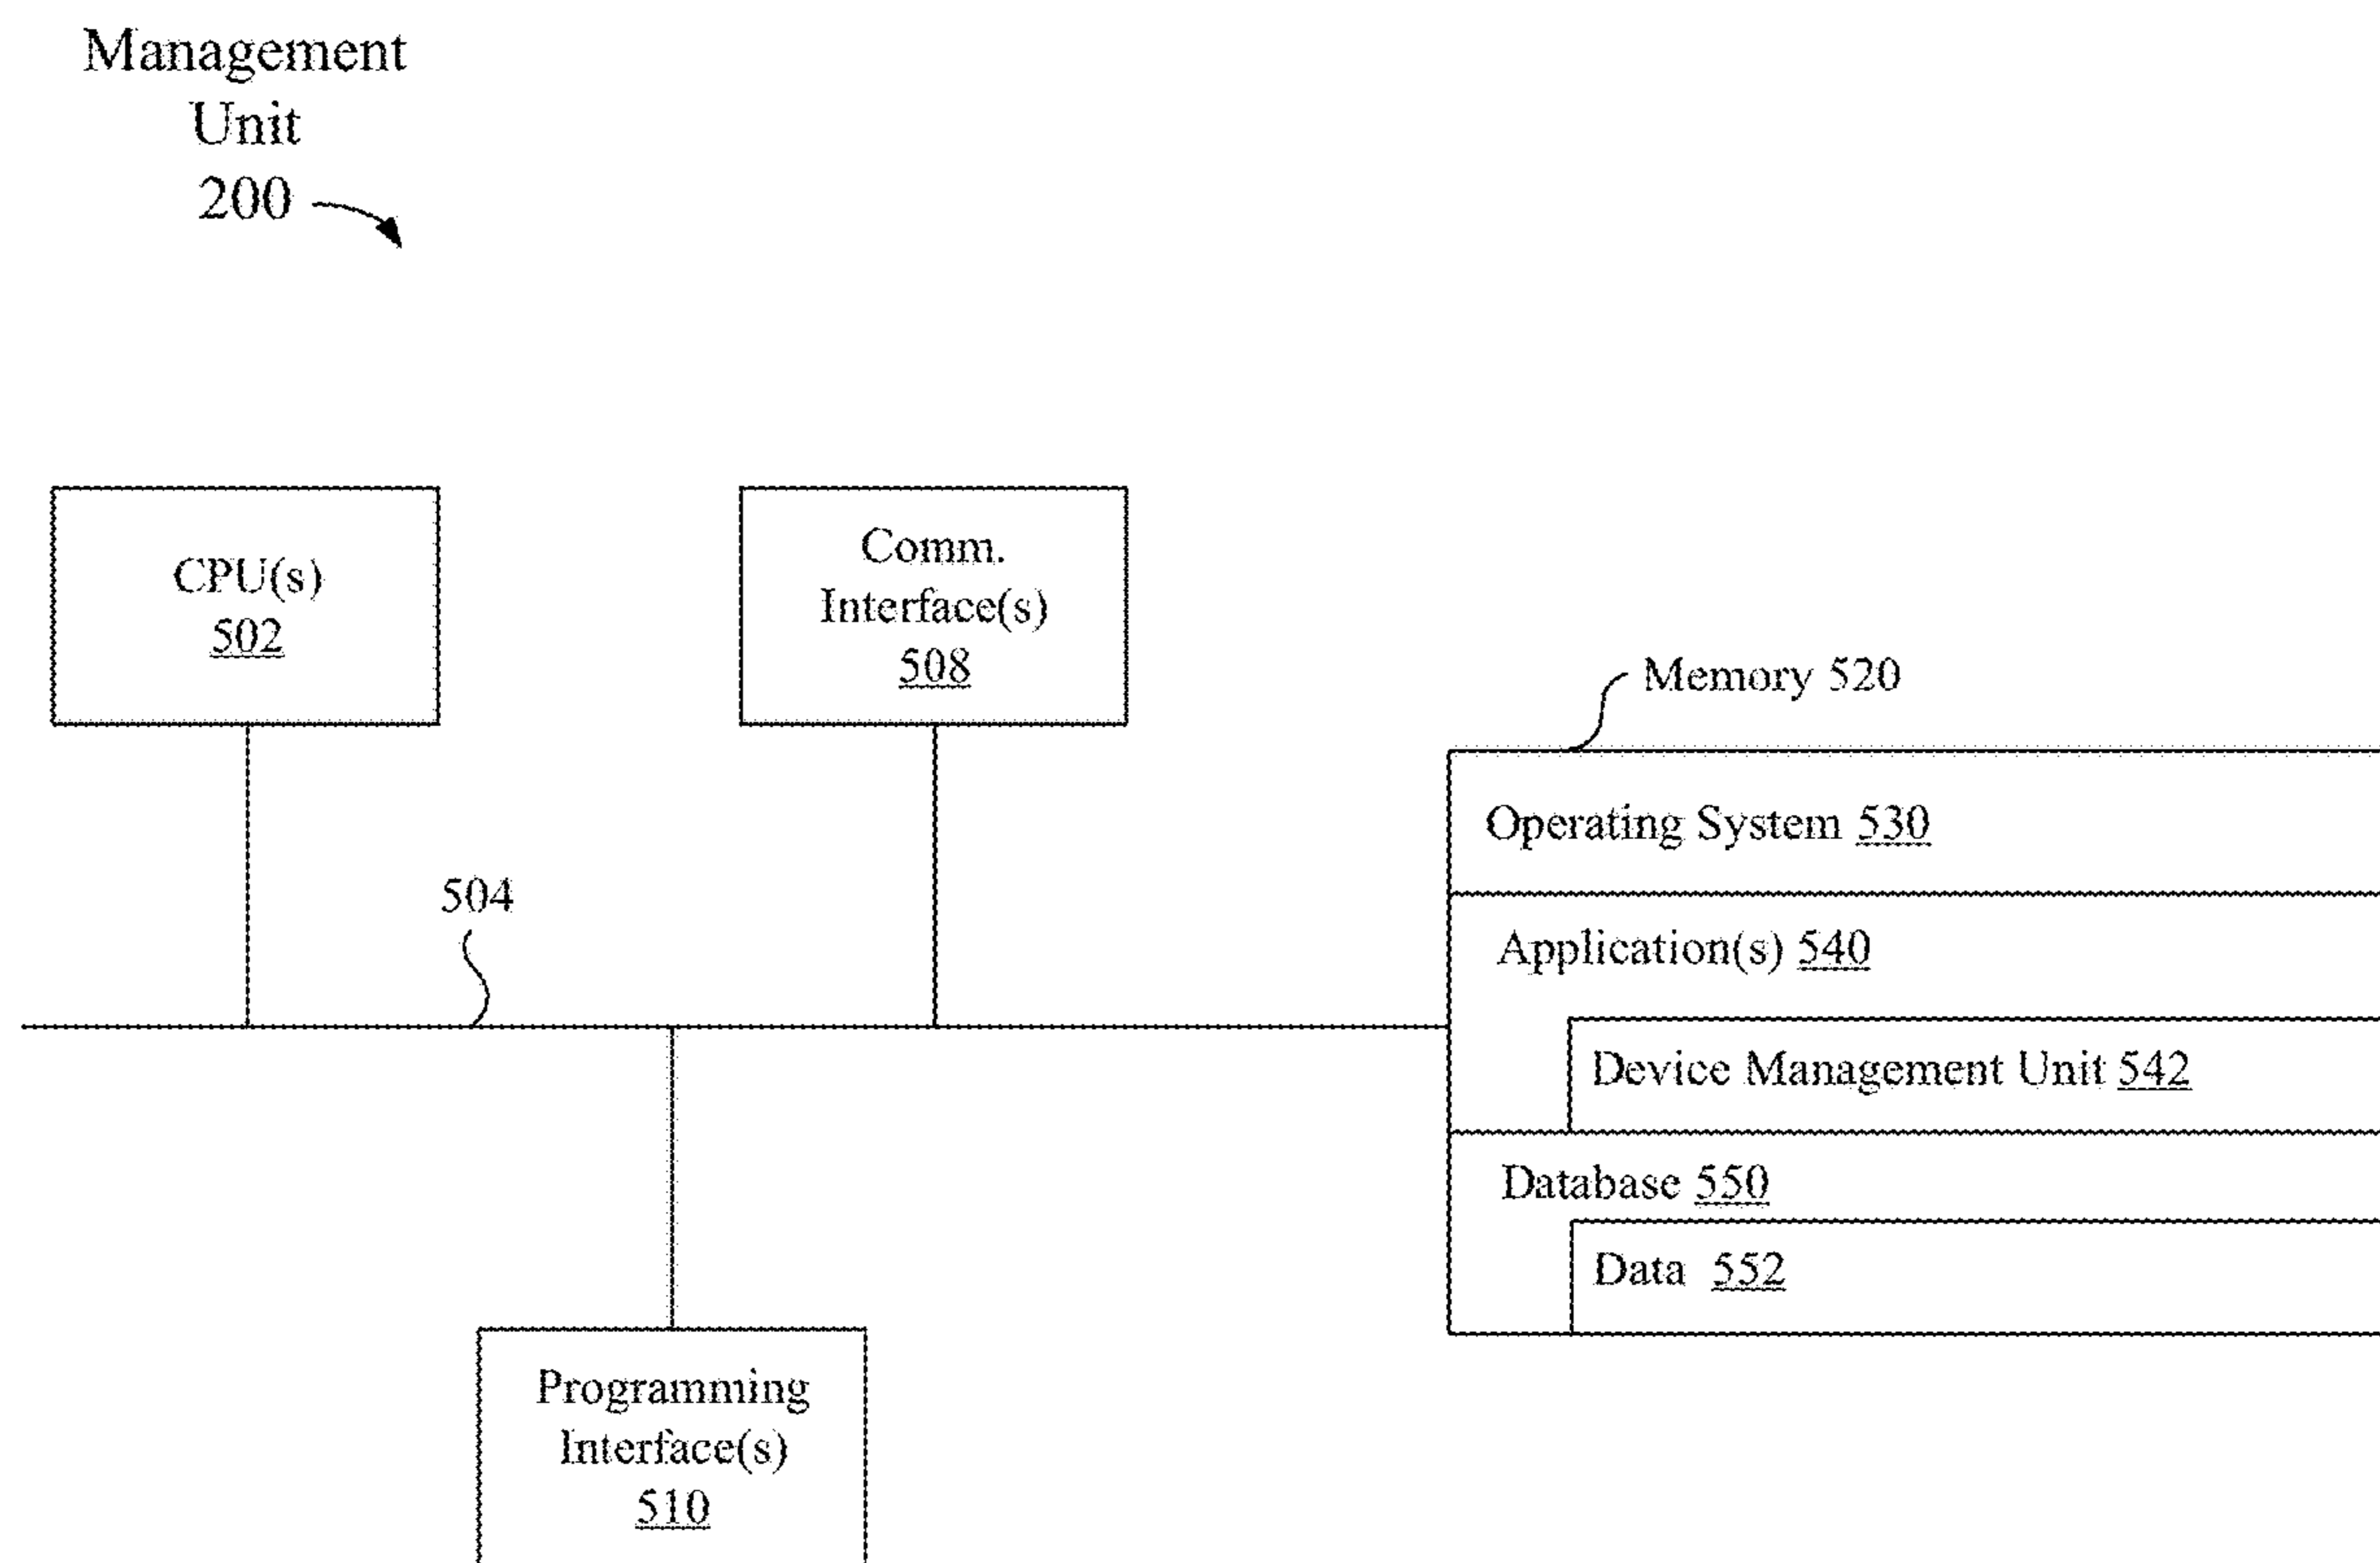 Management
Unit
200
CPU(s)
502
Comm.
Interface(s)
508
Memory 520
Operating System 530
504
Application(s) 540
Device Management Unit 542
Database 550
Data 552
Programming
Interface(s)
510